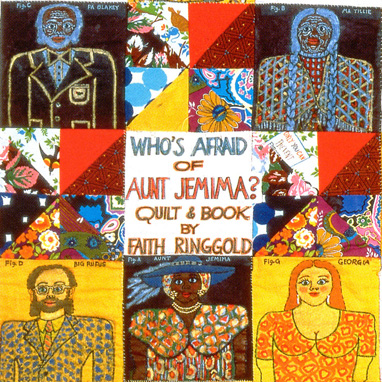 Fig. C PA BLAKEY
Fig. B MA TILLIE
WHO'S AFRAID
OF
AUNT JEMIMA?
QUILT & BOOK
BY
FAITH RINGGOLD
Fig. D BIG RUFUS
Fig. A AUNT JEMIMA
Fig. G GEORGIA